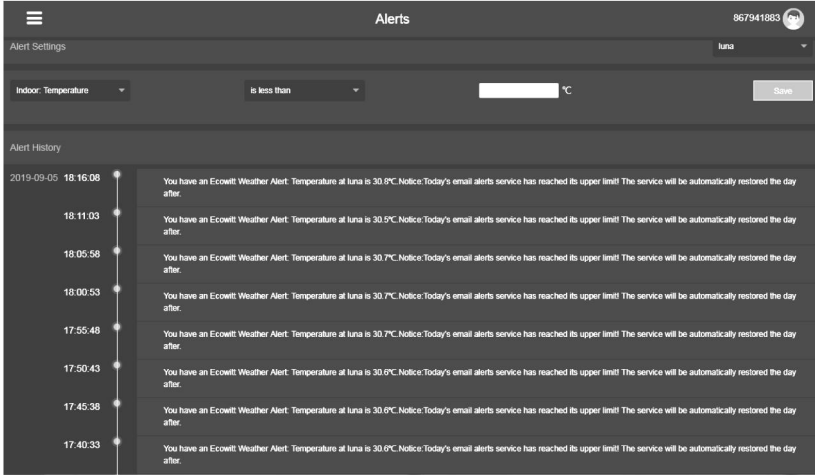 Alerts
867941883
Alert Settings
luna
Indoor: Temperature
is less than
℃
Save
Alert History
2019-09-05 18:16:08
You have an Ecowitt Weather Alert: Temperature at luna is 30.8℃.Notice:Today's email alerts service has reached its upper limit! The service will be automatically restored the day
after.
18:11:03
You have an Ecowitt Weather Alert: Temperature at luna is 30.5℃.Notice:Today's email alerts service has reached its upper limit! The service will be automatically restored the day
after.
18:05:58
You have an Ecowitt Weather Alert: Temperature at luna is 30.7℃.Notice:Today's email alerts service has reached its upper limit! The service will be automatically restored the day
after.
18:00:53
You have an Ecowitt Weather Alert: Temperature at luna is 30.7℃.Notice:Today's email alerts service has reached its upper limit! The service will be automatically restored the day
after.
17:55:48
You have an Ecowitt Weather Alert: Temperature at luna is 30.7℃.Notice:Today's email alerts service has reached its upper limit! The service will be automatically restored the day
after.
17:50:43
You have an Ecowitt Weather Alert: Temperature at luna is 30.6℃.Notice:Today's email alerts service has reached its upper limit! The service will be automatically restored the day
after.
17:45:38
You have an Ecowitt Weather Alert: Temperature at luna is 30.6℃.Notice:Today's email alerts service has reached its upper limit! The service will be automatically restored the day
after.
17:40:33
You have an Ecowitt Weather Alert: Temperature at luna is 30.6℃.Notice:Today's email alerts service has reached its upper limit! The service will be automatically restored the day
after.